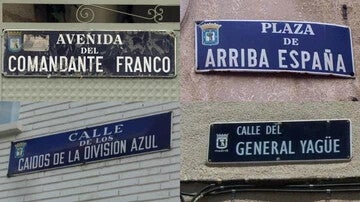 AVENIDA
DEL
COMANDANTE FRANCO
PLAZA
DE
ARRIBA ESPAÑA
CALLE
DE LOS
CAIDOS DE LA DIVISION AZUL
CALLE DEL
GENERAL YAGÜE